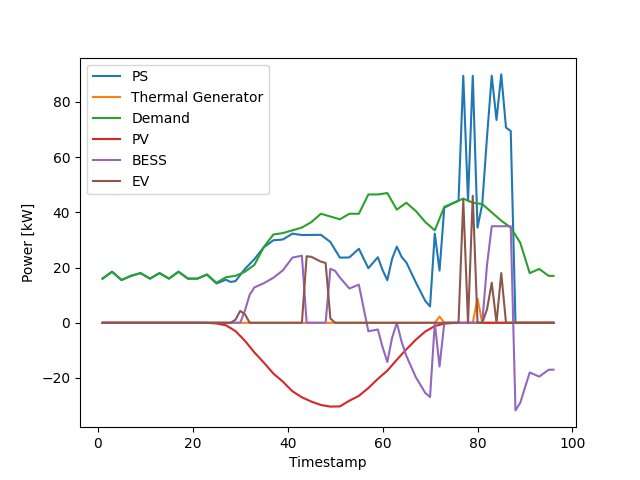 PS
Thermal Generator
Demand
PV
BESS
EV
80
60
40
20
0
−20
Power [kW]
0 20 40 60 80 100
Timestamp